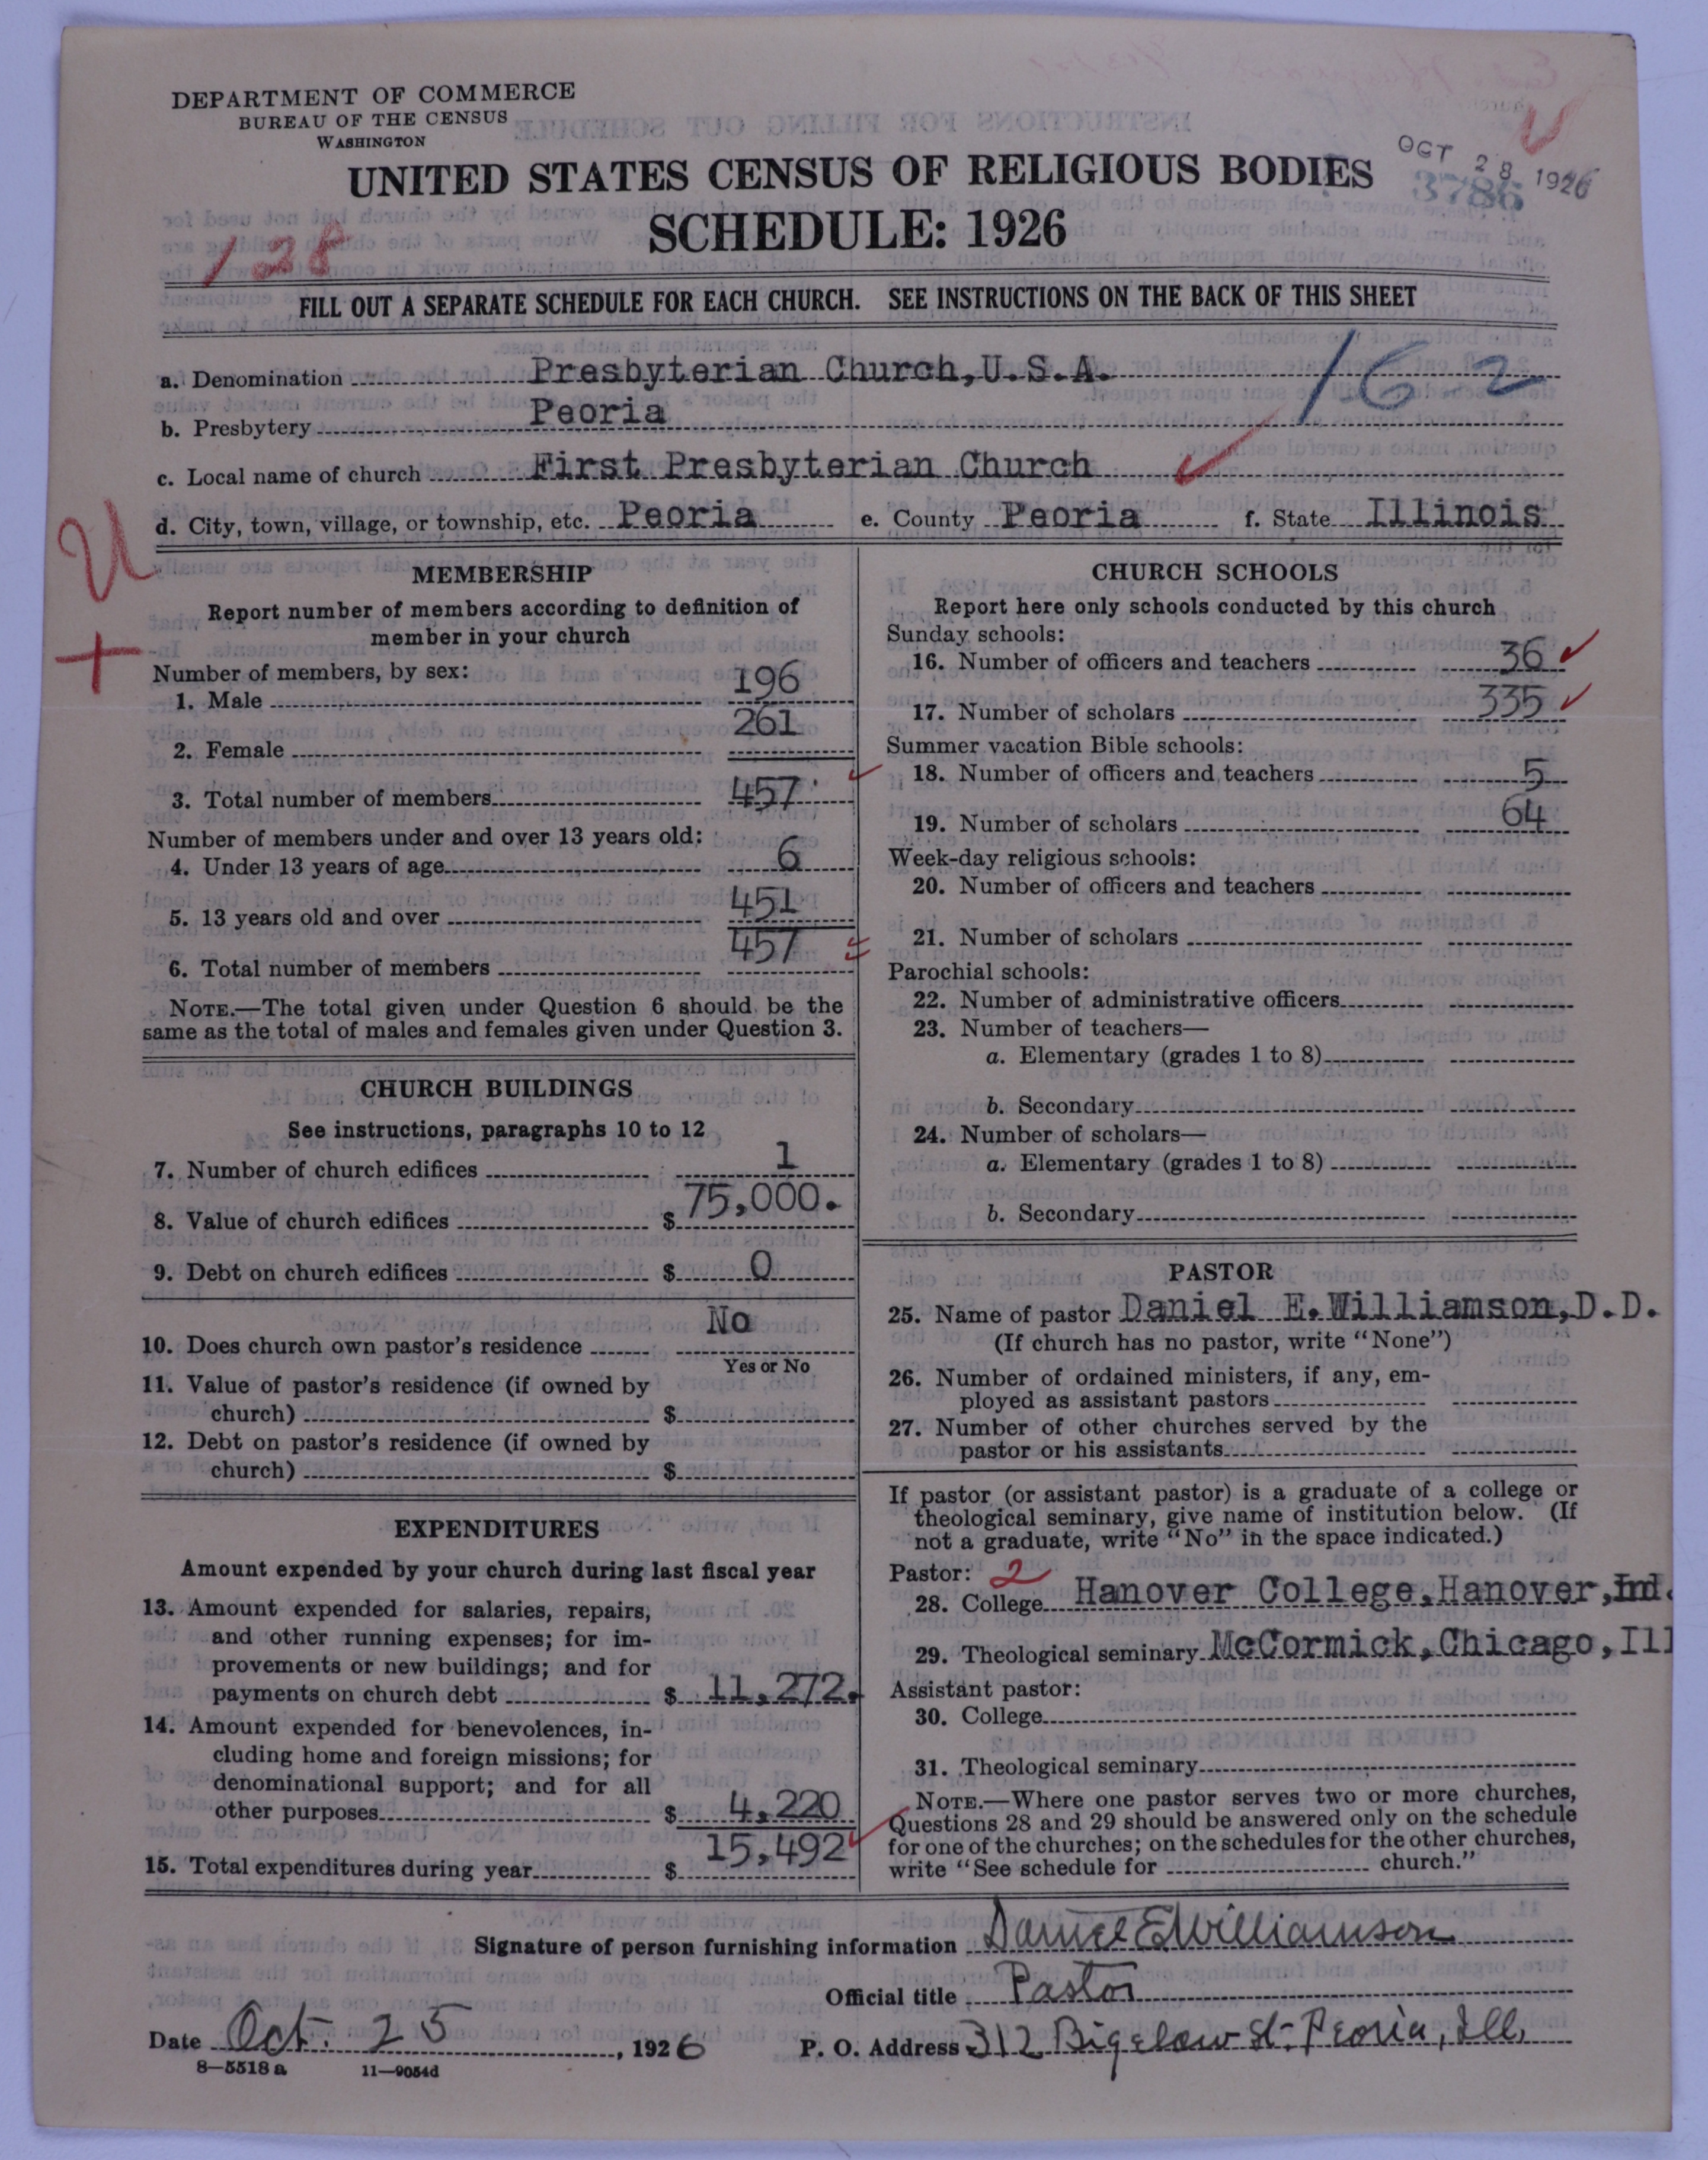 DEPARTMENT OF COMMERCE
BUREAU OF THE CENSUS
WASHINGTON
UNITED STATES CENSUS OF RELIGIOUS BODIES
OCT 28 1926
3786
SCHEDULE: 1926
128
FILL OUT A SEPARATE SCHEDULE FOR EACH CHURCH. SEE INSTRUCTIONS ON THE BACK OF THIS SHEET
a. Denomination Presbyterian Church, U.S.A. 16-2
b. Presbytery Peoria
c. Local name of church First Presbyterian Church
d. City, town, village, or township, etc. Peoria e. County Peoria f. State Illinois
U
+
MEMBERSHIP
Report number of members according to definition of
member in your church
Number of members, by sex:
1. Male 196
2. Female 261
3. Total number of members 457
Number of members under and over 13 years old:
4. Under 13 years of age 6
5. 13 years old and over 451
6. Total number of members 457
NOTE.—The total given under Question 6 should be the
same as the total of males and females given under Question 3.
CHURCH BUILDINGS
See instructions, paragraphs 10 to 12
7. Number of church edifices 1
8. Value of church edifices $ 75,000.
9. Debt on church edifices $ 0
10. Does church own pastor's residence No
Yes or No
11. Value of pastor's residence (if owned by
church) $
12. Debt on pastor's residence (if owned by
church) $
EXPENDITURES
Amount expended by your church during last fiscal year
13. Amount expended for salaries, repairs,
and other running expenses; for im-
provements or new buildings; and for
payments on church debt $ 11,272.
14. Amount expended for benevolences, in-
cluding home and foreign missions; for
denominational support; and for all
other purposes $ 4,220
15. Total expenditures during year $ 15,492
CHURCH SCHOOLS
Report here only schools conducted by this church
Sunday schools:
16. Number of officers and teachers 36
17. Number of scholars 335
Summer vacation Bible schools:
18. Number of officers and teachers 5
19. Number of scholars 64
Week-day religious schools:
20. Number of officers and teachers
21. Number of scholars
Parochial schools:
22. Number of administrative officers
23. Number of teachers—
a. Elementary (grades 1 to 8)
b. Secondary
24. Number of scholars—
a. Elementary (grades 1 to 8)
b. Secondary
PASTOR
25. Name of pastor Daniel E. Williamson, D.D.
(If church has no pastor, write "None")
26. Number of ordained ministers, if any, em-
ployed as assistant pastors
27. Number of other churches served by the
pastor or his assistants
If pastor (or assistant pastor) is a graduate of a college or
theological seminary, give name of institution below. (If
not a graduate, write "No" in the space indicated.)
Pastor: 2
28. College Hanover College, Hanover, Ind.
29. Theological seminary McCormick, Chicago, Ill
Assistant pastor:
30. College
31. Theological seminary
NOTE.—Where one pastor serves two or more churches,
Questions 28 and 29 should be answered only on the schedule
for one of the churches; on the schedules for the other churches,
write "See schedule for church."
Signature of person furnishing information Daniel E Williamson
Official title Pastor
Date Oct. 25, 1926 P. O. Address 312 Bigelow St - Peoria, Ill.
8—5518 a 11—9054d